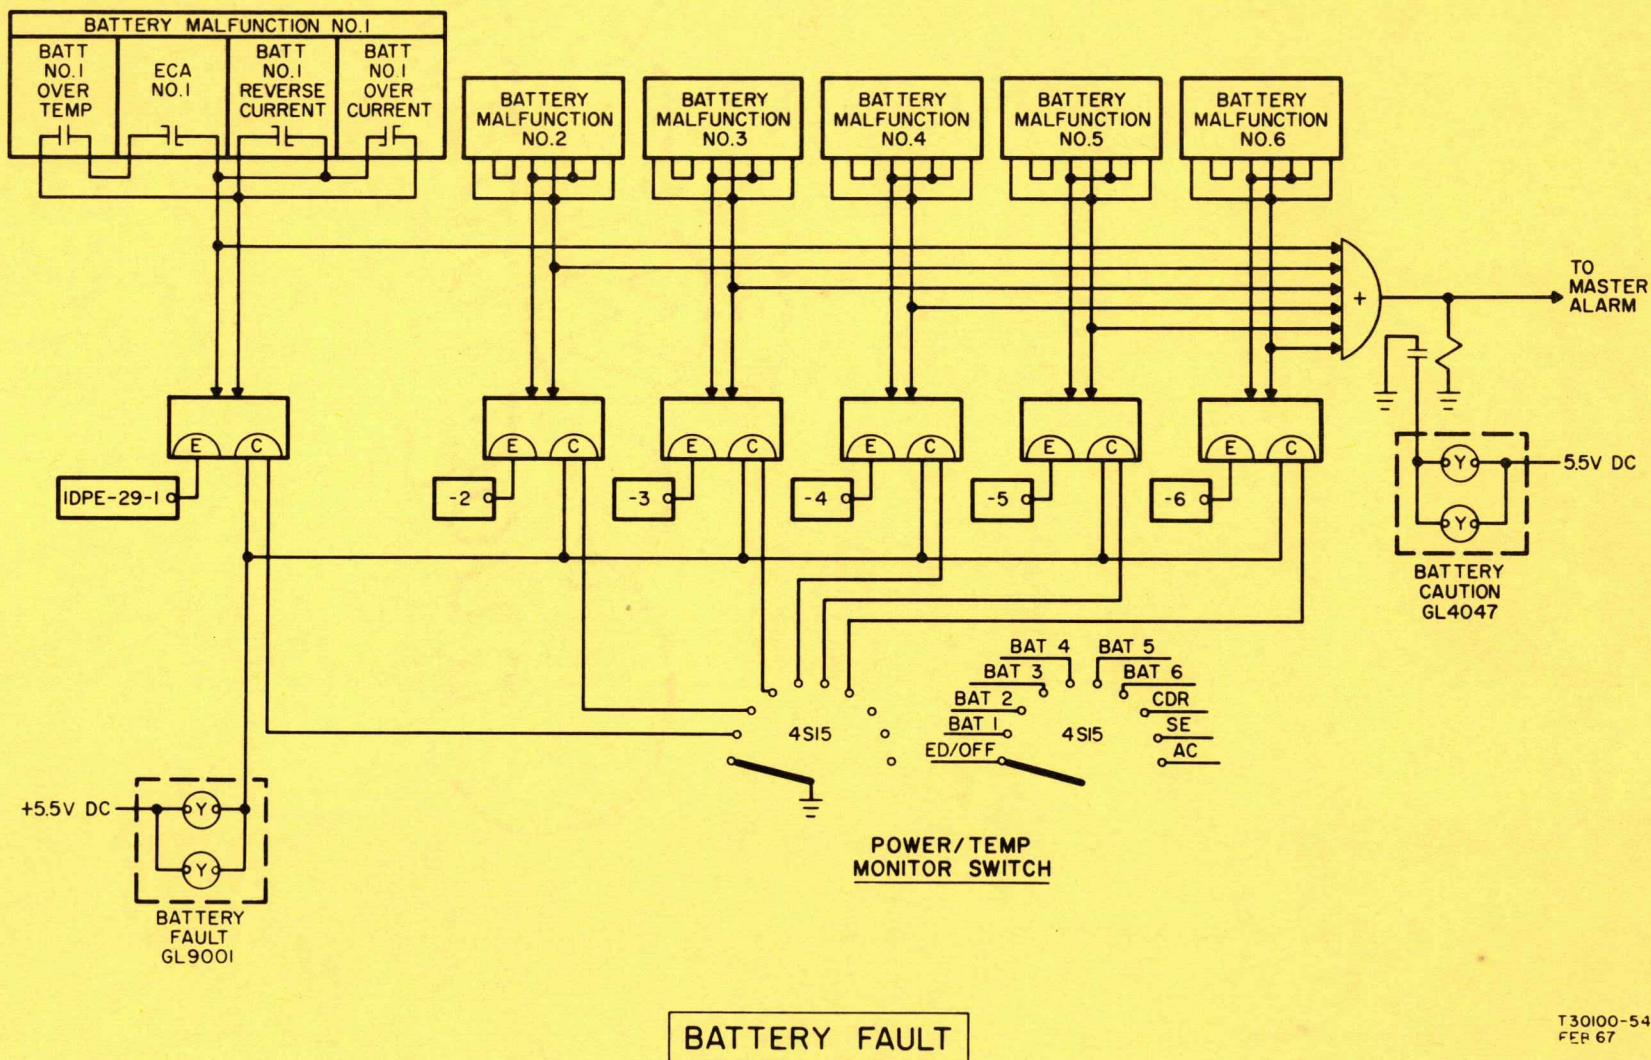 BATTERY MALFUNCTION NO.1
BATT
NO.1
OVER
TEMP
ECA
NO.1
BATT
NO.1
REVERSE
CURRENT
BATT
NO.1
OVER
CURRENT
BATTERY
MALFUNCTION
NO.2
BATTERY
MALFUNCTION
NO.3
BATTERY
MALFUNCTION
NO.4
BATTERY
MALFUNCTION
NO.5
BATTERY
MALFUNCTION
NO.6
+
TO
MASTER
ALARM
E C
E C
E C
E C
E C
E C
IDPE-29-1
-2
-3
-4
-5
-6
Y
Y
5.5V DC
BATTERY
CAUTION
GL4047
4S15
BAT 4
BAT 5
BAT 3
BAT 6
BAT 2
CDR
BAT 1
4S15
SE
ED/OFF
AC
+5.5V DC
Y
Y
BATTERY
FAULT
GL9001
POWER/TEMP
MONITOR SWITCH
BATTERY FAULT
T30100-54
FEB 67